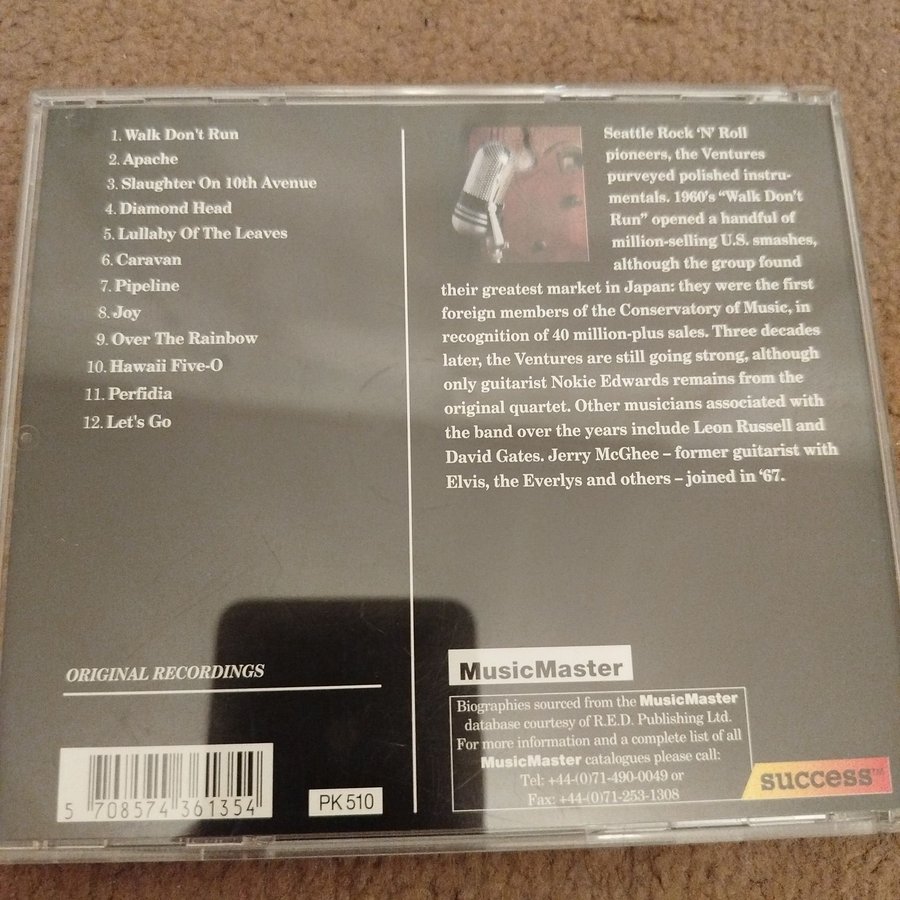 1. Walk Don't Run
2. Apache
3. Slaughter On 10th Avenue
4. Diamond Head
5. Lullaby Of The Leaves
6. Caravan
7. Pipeline
8. Joy
9. Over The Rainbow
10. Hawaii Five-O
11. Perfidia
12. Let's Go
ORIGINAL RECORDINGS
5 708574 361354
PK 510
Seattle Rock 'N' Roll
pioneers, the Ventures
purveyed polished instru-
mentals. 1960's "Walk Don't
Run" opened a handful of
million-selling U.S. smashes,
although the group found
their greatest market in Japan: they were the first
foreign members of the Conservatory of Music, in
recognition of 40 million-plus sales. Three decades
later, the Ventures are still going strong, although
only guitarist Nokie Edwards remains from the
original quartet. Other musicians associated with
the band over the years include Leon Russell and
David Gates. Jerry McGhee – former guitarist with
Elvis, the Everlys and others – joined in '67.
MusicMaster
Biographies sourced from the MusicMaster
database courtesy of R.E.D. Publishing Ltd.
For more information and a complete list of all
MusicMaster catalogues please call:
Tel: +44-(0)71-490-0049 or
Fax: +44-(0)71-253-1308
success™